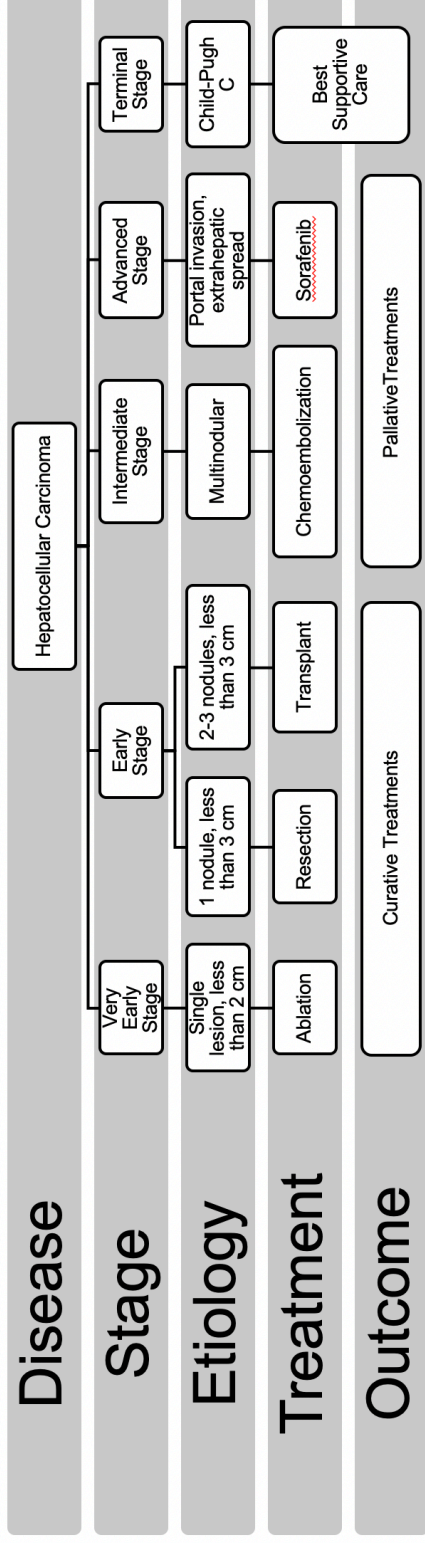 Disease
Hepatocellular Carcinoma
Stage
Very
Early
Stage
Early
Stage
Intermediate
Stage
Advanced
Stage
Terminal
Stage
Etiology
Single
lesion, less
than 2 cm
1 nodule, less
than 3 cm
2-3 nodules, less
than 3 cm
Multinodular
Portal invasion,
extrahepatic
spread
Child-Pugh
C
Treatment
Ablation
Resection
Transplant
Chemoembolization
Sorafenib
Best
Supportive
Care
Outcome
Curative Treatments
PallativeTreatments